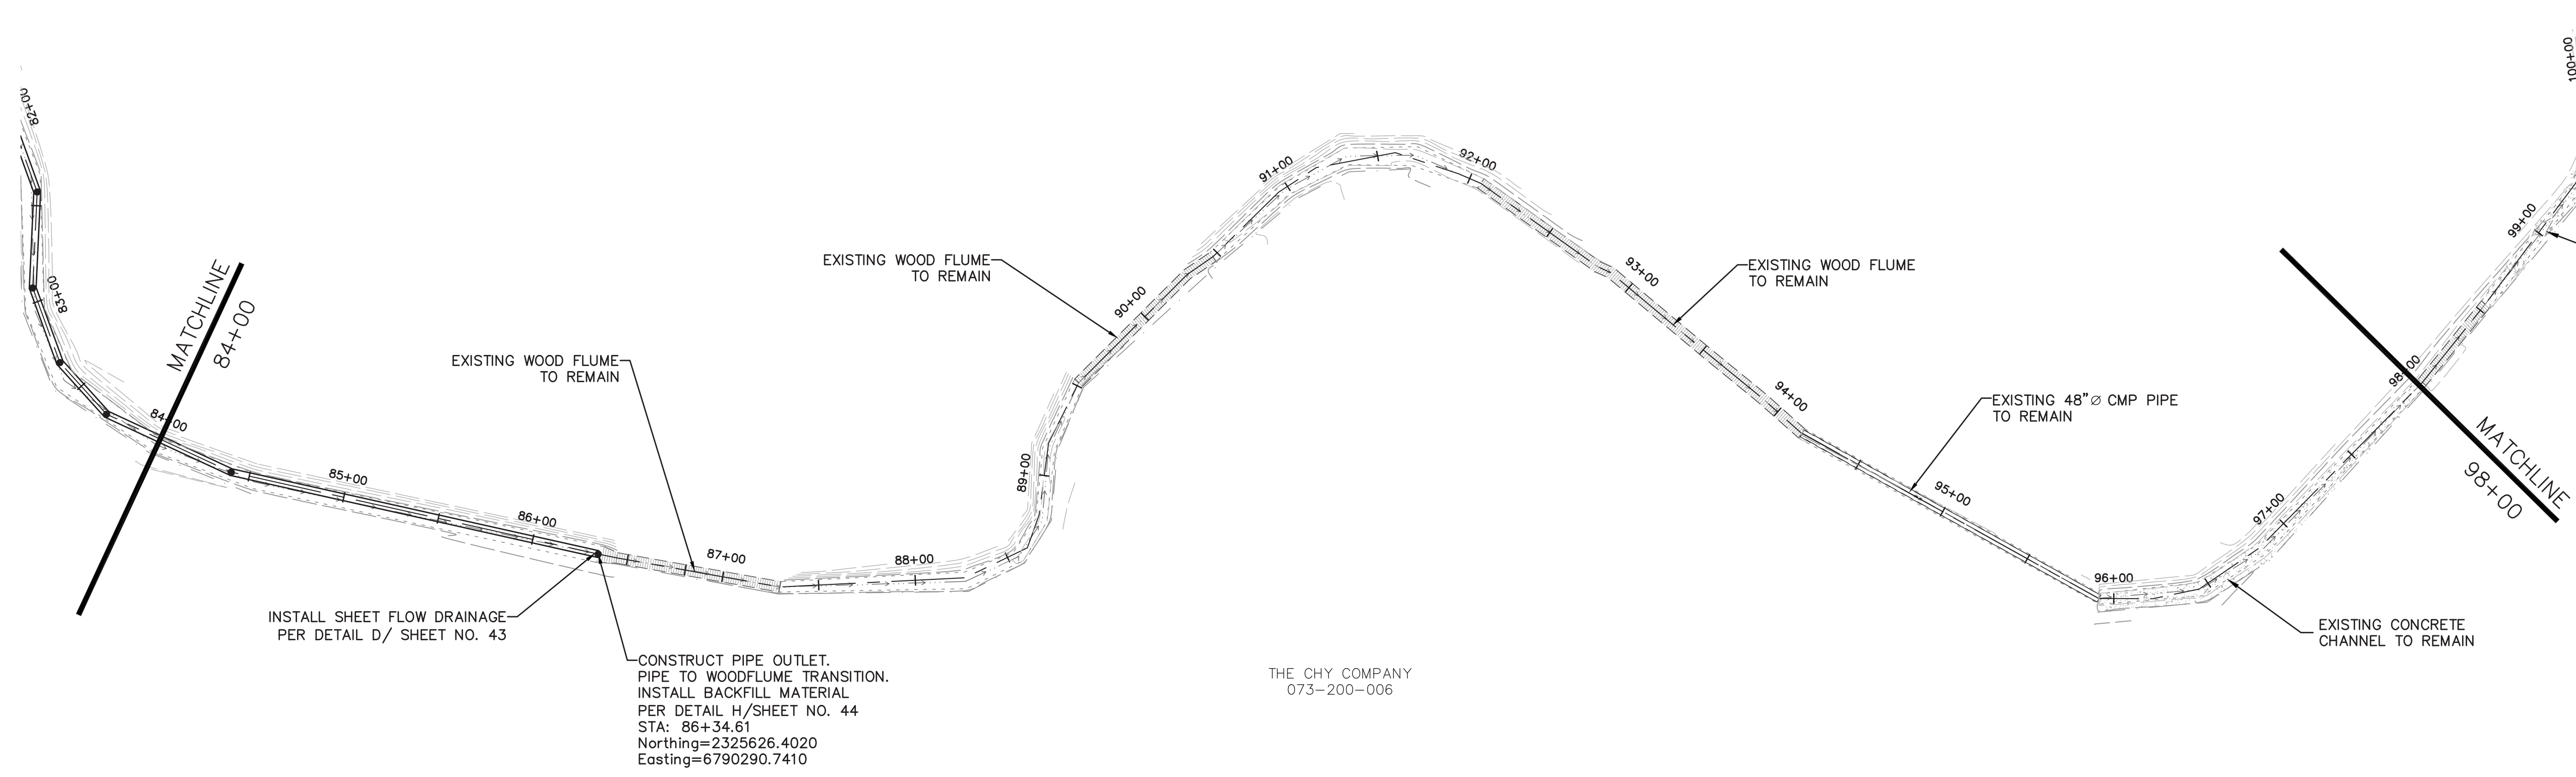 82+00
83+00
MATCHLINE
84+00
84+00
85+00
86+00
87+00
88+00
89+00
90+00
91+00
92+00
93+00
94+00
95+00
96+00
97+00
98+00
99+00
100+00
MATCHLINE
98+00
EXISTING WOOD FLUME
TO REMAIN
EXISTING WOOD FLUME
TO REMAIN
EXISTING WOOD FLUME
TO REMAIN
EXISTING 48"⌀ CMP PIPE
TO REMAIN
EXISTING CONCRETE
CHANNEL TO REMAIN
INSTALL SHEET FLOW DRAINAGE
PER DETAIL D/ SHEET NO. 43
CONSTRUCT PIPE OUTLET.
PIPE TO WOODFLUME TRANSITION.
INSTALL BACKFILL MATERIAL
PER DETAIL H/SHEET NO. 44
STA: 86+34.61
Northing=2325626.4020
Easting=6790290.7410
THE CHY COMPANY
073-200-006